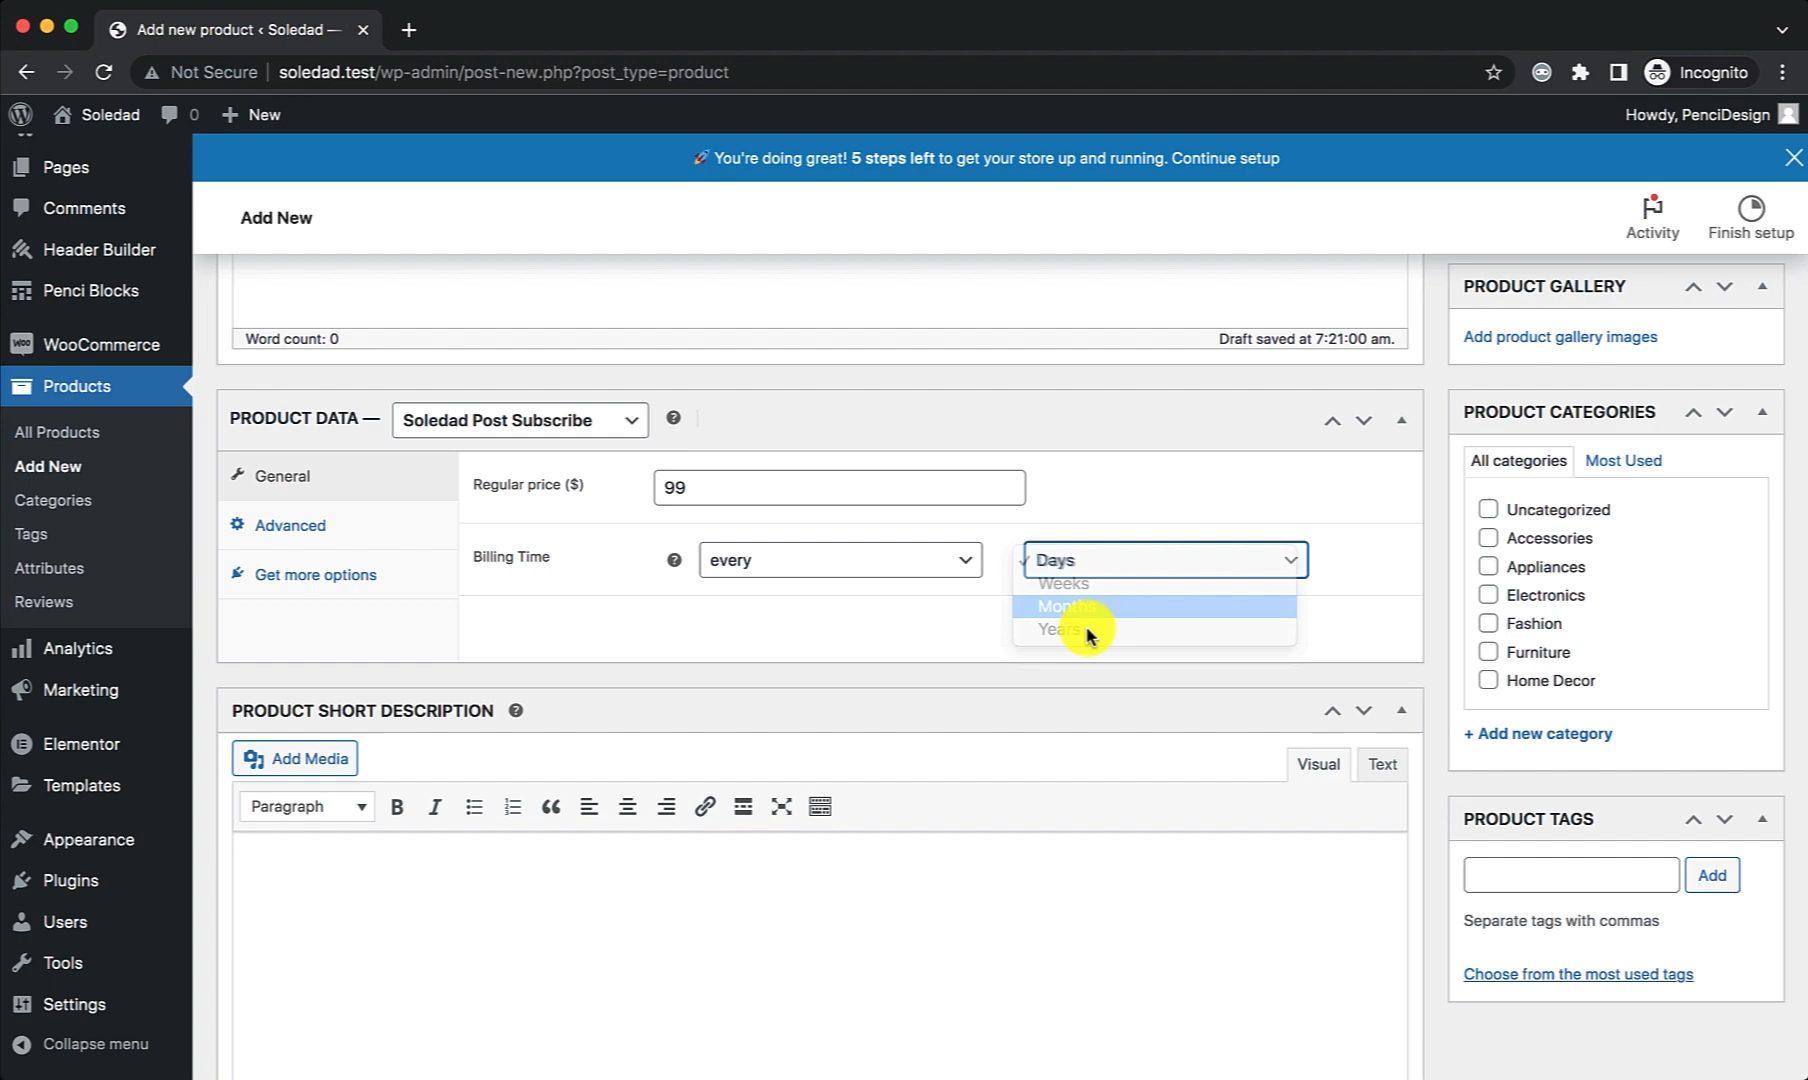 Add new product ‹ Soledad —
Not Secure
soledad.test/wp-admin/post-new.php?post_type=product
Incognito
Soledad
0
New
Howdy, PenciDesign
Pages
Comments
Header Builder
Penci Blocks
WOO
WooCommerce
Products
All Products
Add New
Categories
Tags
Attributes
Reviews
Analytics
Marketing
Elementor
Templates
Appearance
Plugins
Users
Tools
Settings
Collapse menu
🚀 You're doing great! 5 steps left to get your store up and running. Continue setup
Add New
Activity
Finish setup
Word count: 0
Draft saved at 7:21:00 am.
PRODUCT DATA —
Soledad Post Subscribe
General
Advanced
Get more options
Regular price ($)
99
Billing Time
every
Days
Weeks
Months
Years
PRODUCT SHORT DESCRIPTION
Add Media
Visual
Text
Paragraph
PRODUCT GALLERY
Add product gallery images
PRODUCT CATEGORIES
All categories
Most Used
Uncategorized
Accessories
Appliances
Electronics
Fashion
Furniture
Home Decor
+ Add new category
PRODUCT TAGS
Add
Separate tags with commas
Choose from the most used tags